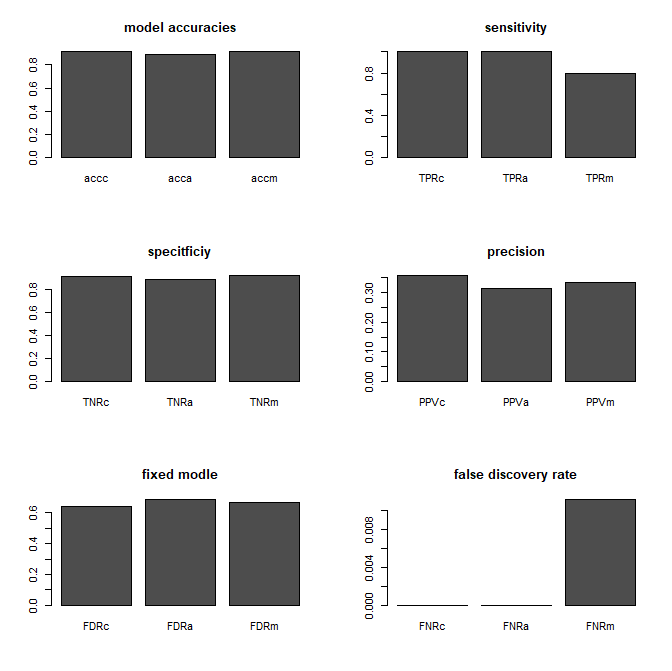 model accuracies
0.0 0.2 0.4 0.6 0.8
accc acca accm
sensitivity
0.0 0.4 0.8
TPRc TPRa TPRm
specitficiy
0.0 0.2 0.4 0.6 0.8
TNRc TNRa TNRm
precision
0.00 0.10 0.20 0.30
PPVc PPVa PPVm
fixed modle
0.0 0.2 0.4 0.6
FDRc FDRa FDRm
false discovery rate
0.000 0.004 0.008
FNRc FNRa FNRm